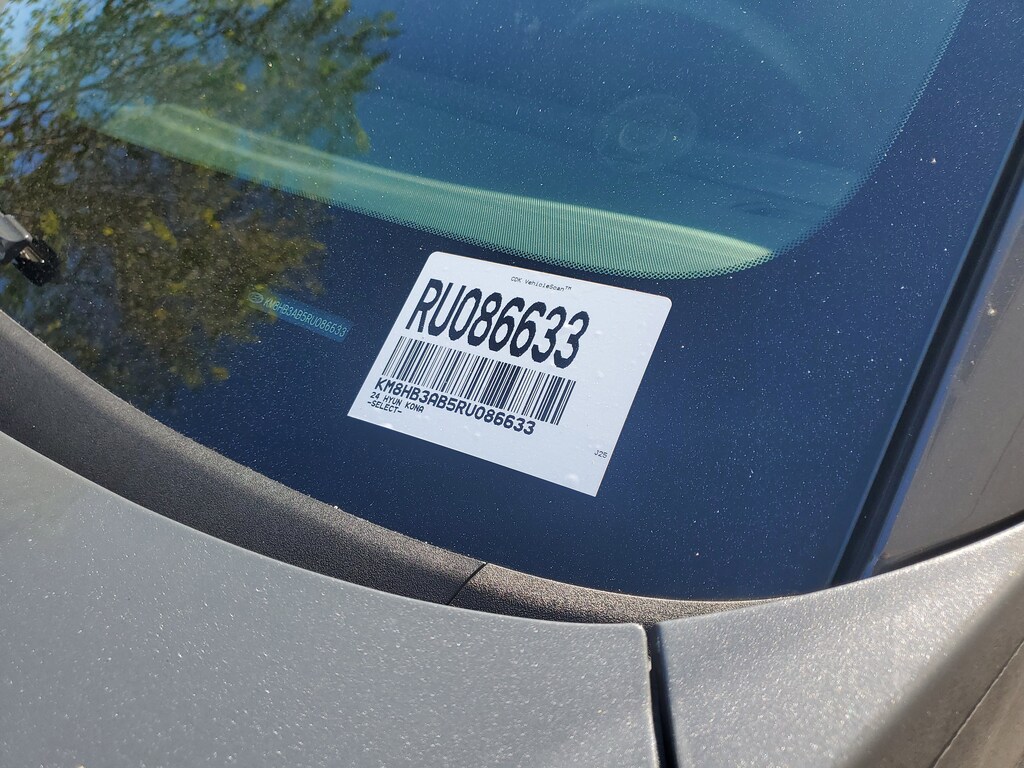 CDK VehicleScan™
RU086633
KM8HB3AB5RU086633
24 HYUN KONA
-SELECT-
J25
KM8HB3AB5RU086633